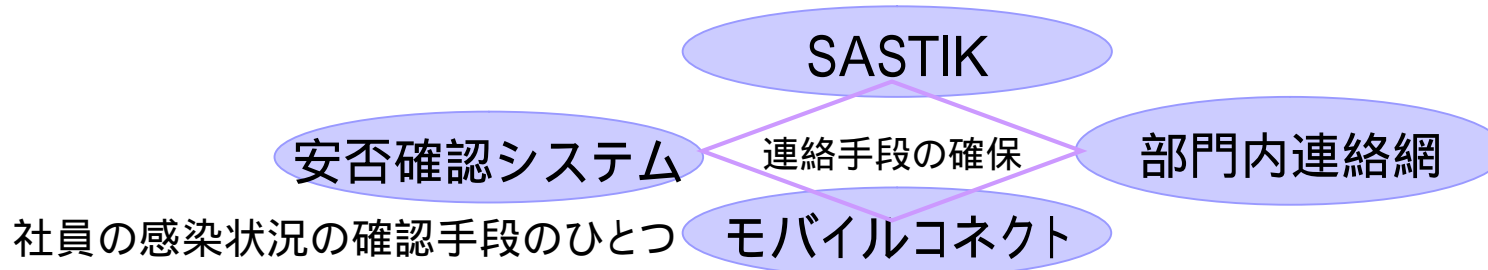 SASTIK
安否確認システム
連絡手段の確保
部門内連絡網
モバイルコネクト
社員の感染状況の確認手段のひとつ